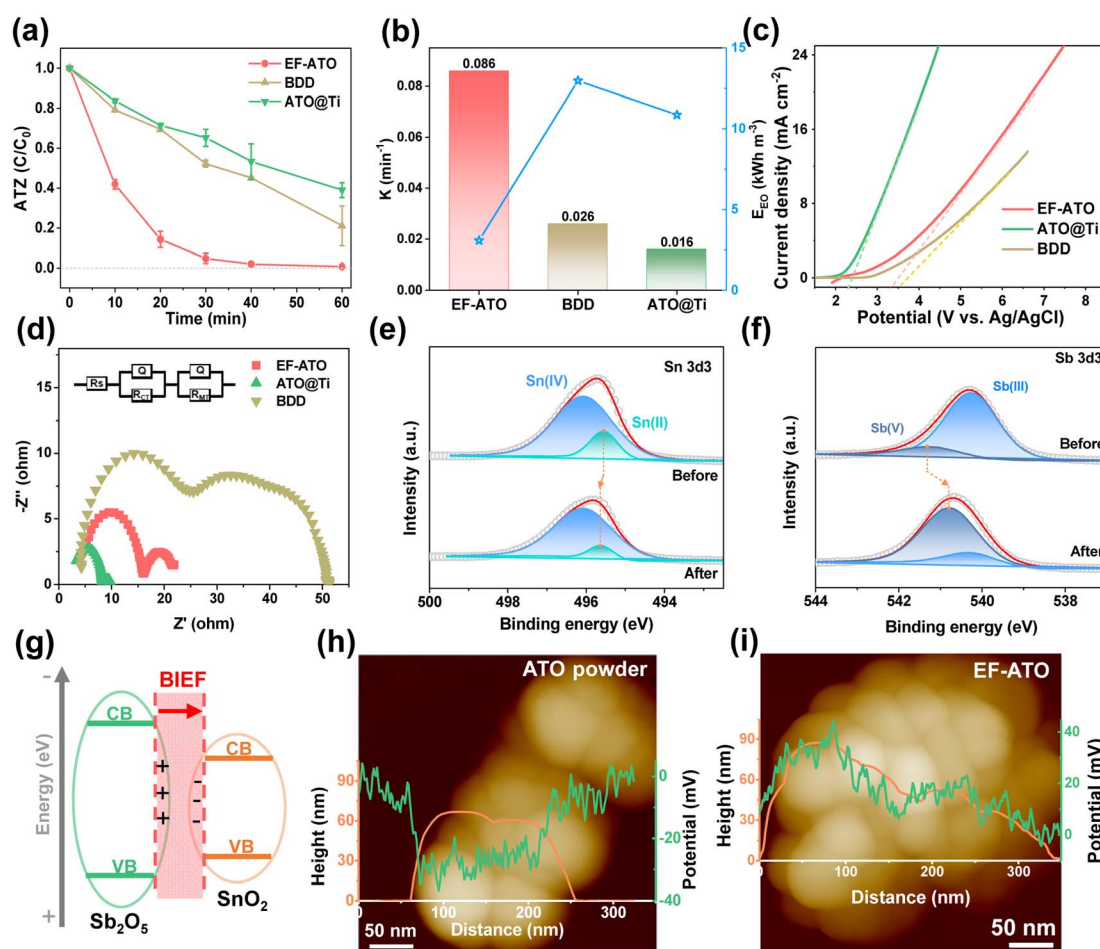 (a)
ATZ (C/C0)
1.0
0.8
0.6
0.4
0.2
0.0
EF-ATO
BDD
ATO@Ti
0 10 20 30 40 50 60
Time (min)
(b)
K (min-1)
0.08
0.06
0.04
0.02
0.00
0.086
0.026
0.016
EF-ATO BDD ATO@Ti
15
10
5
0
EEO (kWh m-3)
(c)
Current density (mA cm-2)
24
16
8
0
EF-ATO
ATO@Ti
BDD
2 3 4 5 6 7 8
Potential (V vs. Ag/AgCl)
(d)
-Z'' (ohm)
15
10
5
0
Rs Q Q
RCT RMT
EF-ATO
ATO@Ti
BDD
0 10 20 30 40 50
Z' (ohm)
(e)
Sn 3d3
Sn(IV)
Sn(II)
Before
After
Intensity (a.u.)
500 498 496 494
Binding energy (eV)
(f)
Sb 3d3
Sb(III)
Sb(V)
Before
After
Intensity (a.u.)
544 542 540 538
Binding energy (eV)
(g)
-
BIEF
CB
CB
+ -
+ -
+ -
VB
VB
+
Energy (eV)
Sb2O5
SnO2
(h)
ATO powder
Height (nm)
90
60
30
0
0
-20
-40
Potential (mV)
0 100 200 300
Distance (nm)
50 nm
(i)
EF-ATO
Height (nm)
90
60
30
0
40
20
0
Potential (mV)
0 100 200 300
Distance (nm)
50 nm